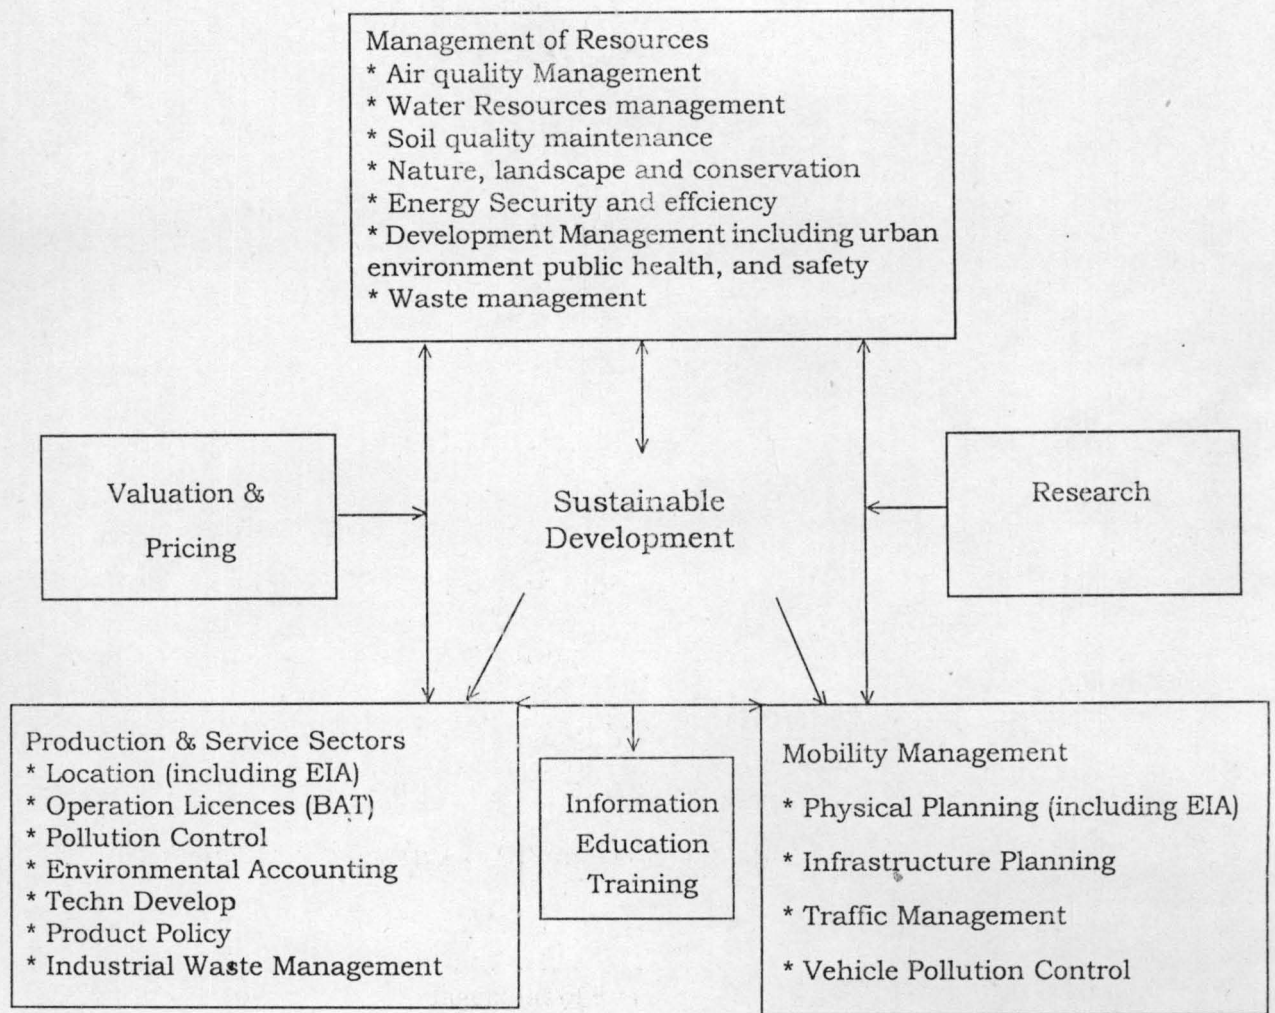 Management of Resources
* Air quality Management
* Water Resources management
* Soil quality maintenance
* Nature, landscape and conservation
* Energy Security and effciency
* Development Management including urban
environment public health, and safety
* Waste management
Valuation &
Pricing
Sustainable
Development
Research
Production & Service Sectors
* Location (including EIA)
* Operation Licences (BAT)
* Pollution Control
* Environmental Accounting
* Techn Develop
* Product Policy
* Industrial Waste Management
Information
Education
Training
Mobility Management
* Physical Planning (including EIA)
* Infrastructure Planning
* Traffic Management
* Vehicle Pollution Control